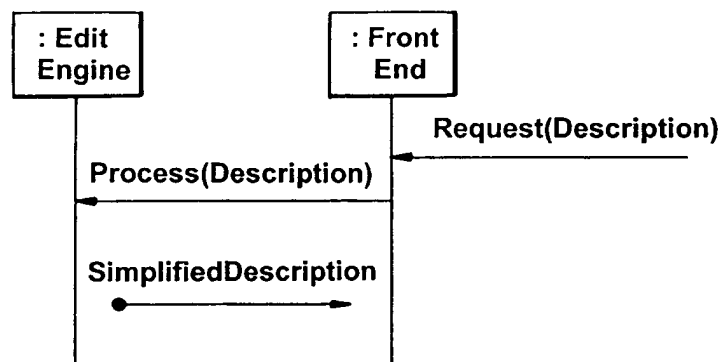 : Edit
Engine
: Front
End
Request(Description)
Process(Description)
SimplifiedDescription